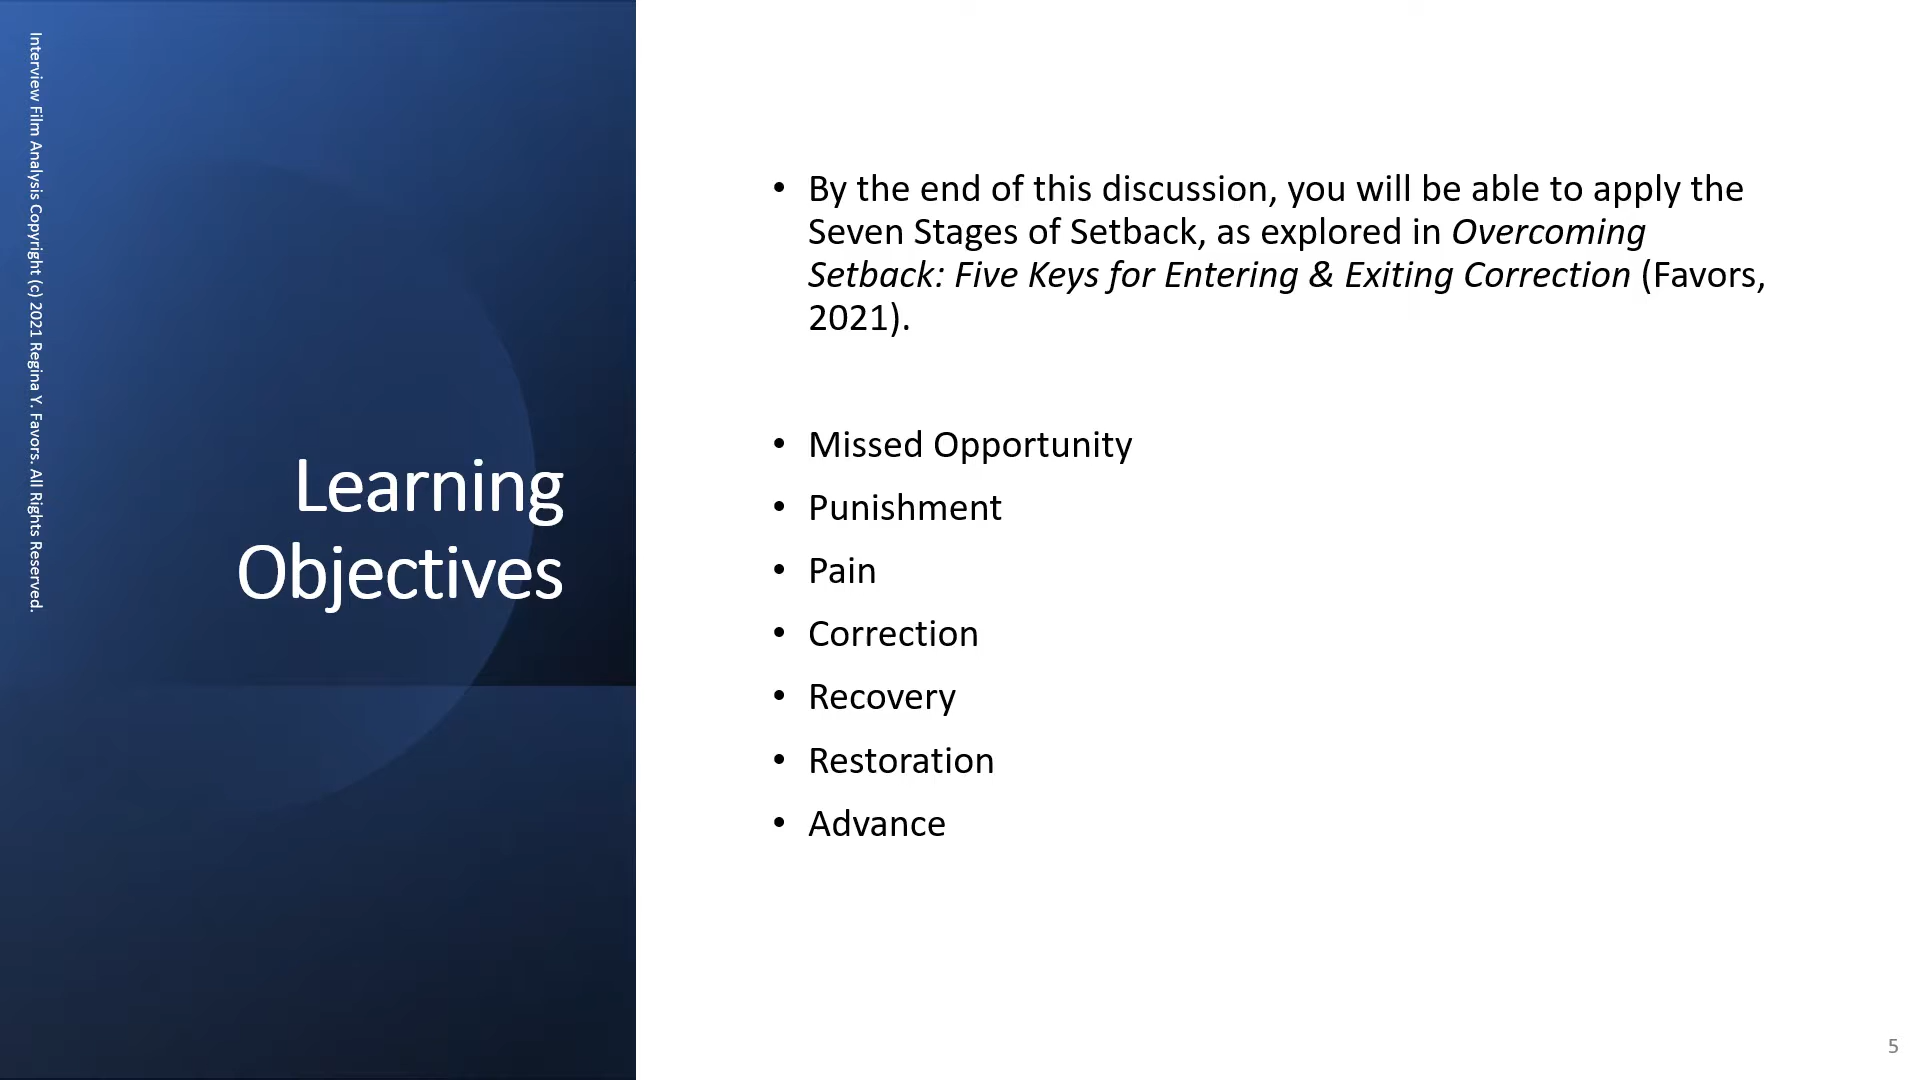 Interview Film Analysis Copyright (c) 2021 Regina Y. Favors. All Rights Reserved.
Learning
Objectives
• By the end of this discussion, you will be able to apply the
Seven Stages of Setback, as explored in Overcoming
Setback: Five Keys for Entering & Exiting Correction (Favors,
2021).
• Missed Opportunity
• Punishment
• Pain
• Correction
• Recovery
• Restoration
• Advance
5